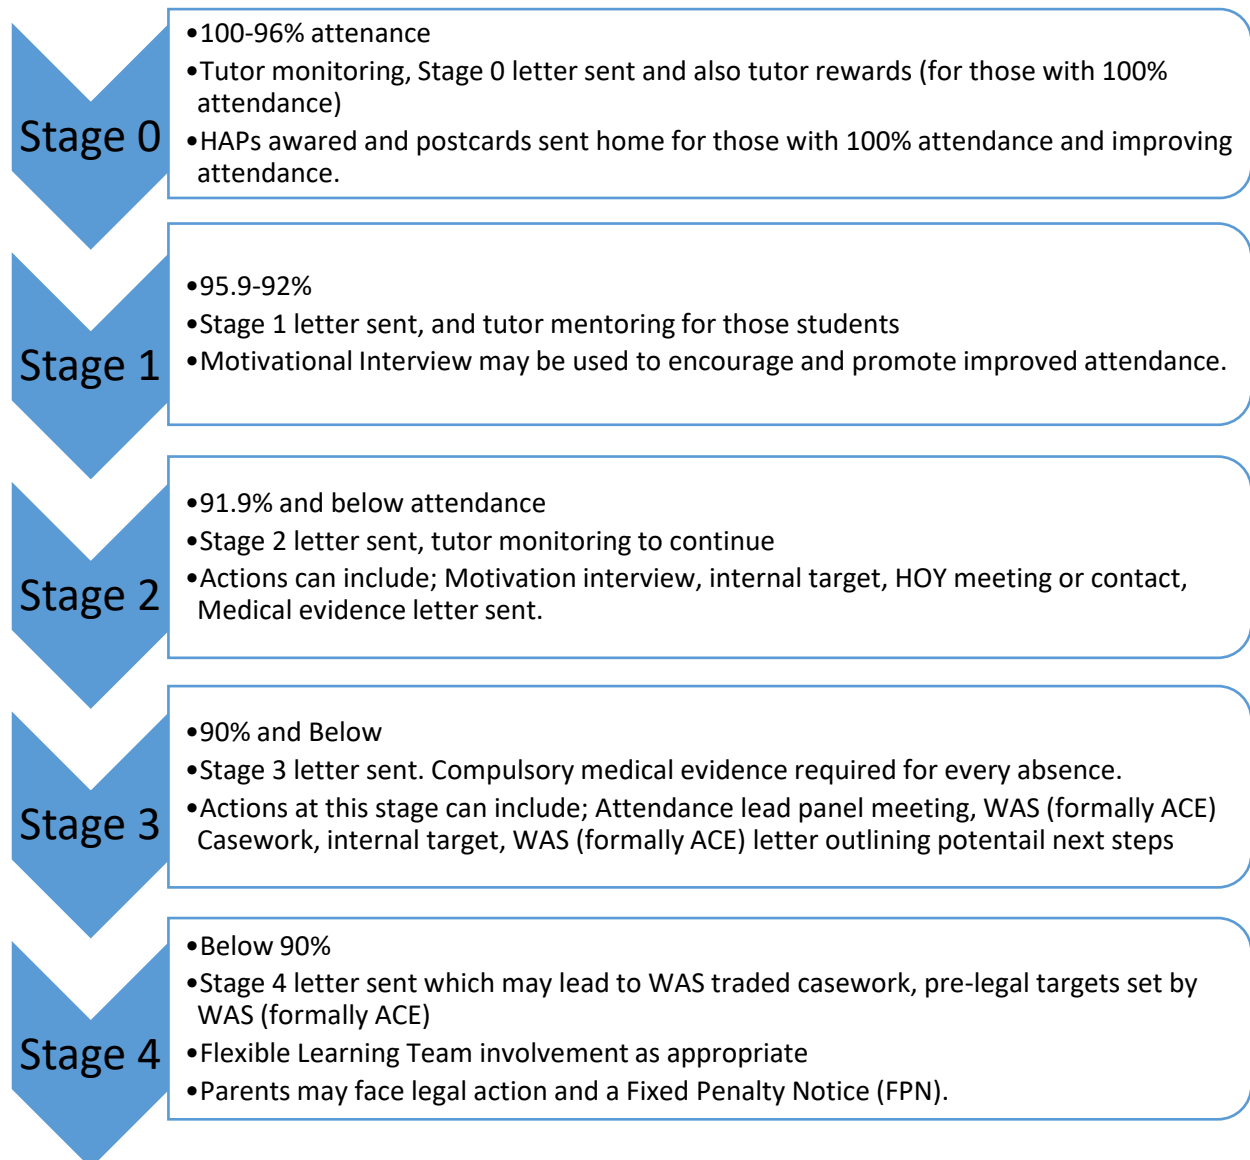 Stage 0
•100-96% attenance
•Tutor monitoring, Stage 0 letter sent and also tutor rewards (for those with 100%
attendance)
•HAPs awared and postcards sent home for those with 100% attendance and improving
attendance.
Stage 1
•95.9-92%
•Stage 1 letter sent, and tutor mentoring for those students
•Motivational Interview may be used to encourage and promote improved attendance.
Stage 2
•91.9% and below attendance
•Stage 2 letter sent, tutor monitoring to continue
•Actions can include; Motivation interview, internal target, HOY meeting or contact,
Medical evidence letter sent.
Stage 3
•90% and Below
•Stage 3 letter sent. Compulsory medical evidence required for every absence.
•Actions at this stage can include; Attendance lead panel meeting, WAS (formally ACE)
Casework, internal target, WAS (formally ACE) letter outlining potentail next steps
Stage 4
•Below 90%
•Stage 4 letter sent which may lead to WAS traded casework, pre-legal targets set by
WAS (formally ACE)
•Flexible Learning Team involvement as appropriate
•Parents may face legal action and a Fixed Penalty Notice (FPN).